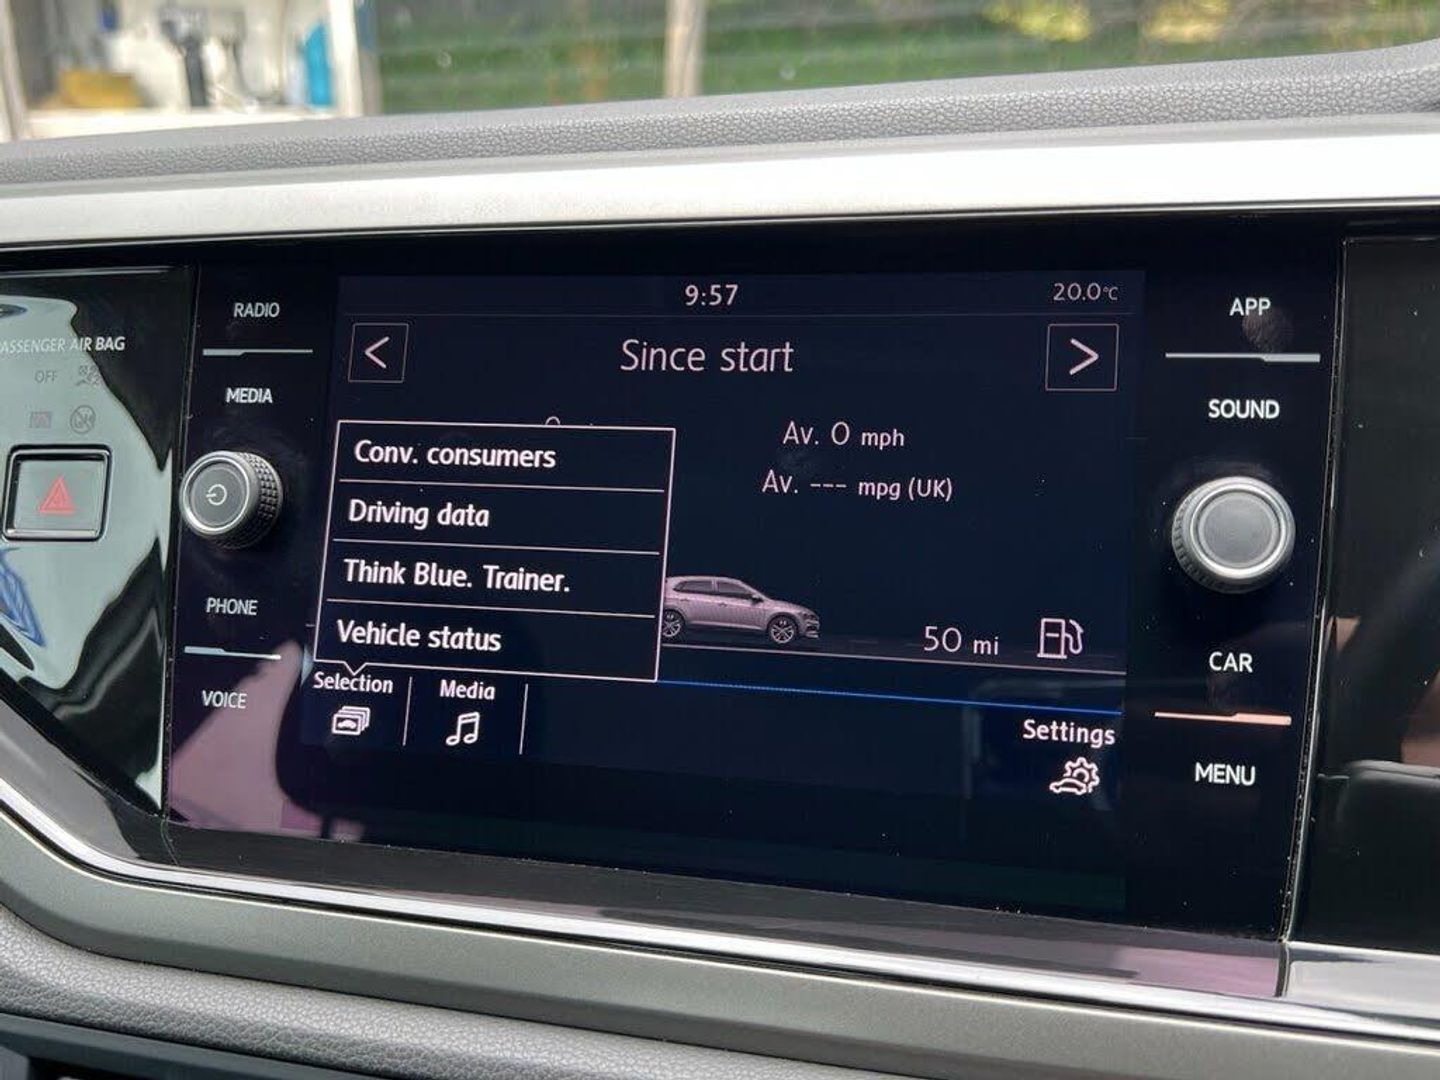 RADIO
MEDIA
PHONE
VOICE
PASSENGER AIR BAG
OFF
9:57
20.0°C
<
Since start
>
Conv. consumers
Driving data
Think Blue. Trainer.
Vehicle status
Av. 0 mph
Av. --- mpg (UK)
50 mi
Selection
Media
Settings
APP
SOUND
CAR
MENU